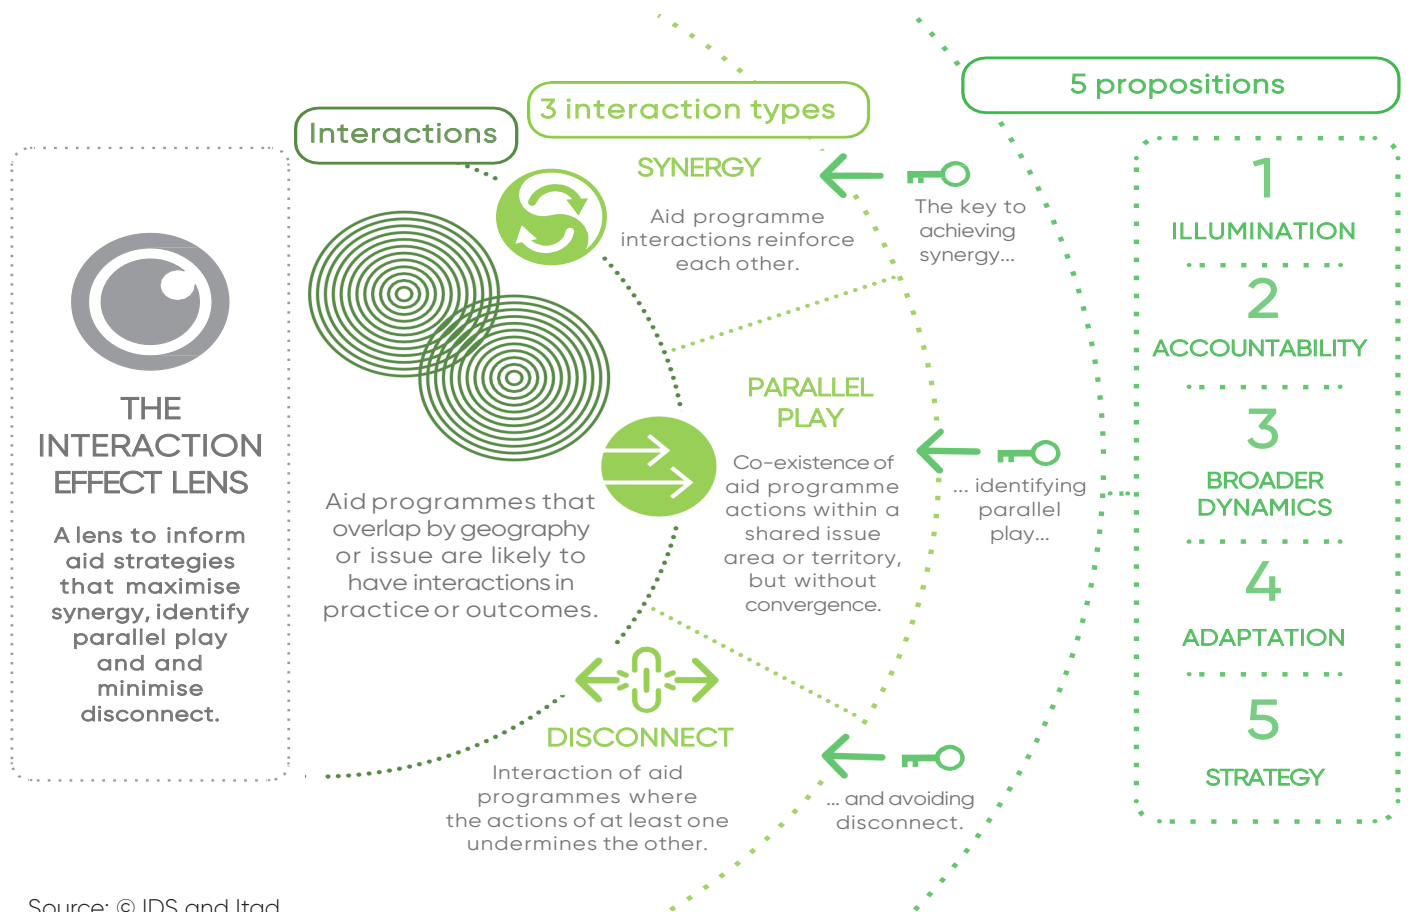 THE
INTERACTION
EFFECT LENS
A lens to inform
aid strategies
that maximise
synergy, identify
parallel play
and and
minimise
disconnect.
Interactions
Aid programmes that
overlap by geography
or issue are likely to
have interactions in
practice or outcomes.
3 interaction types
SYNERGY
Aid programme
interactions reinforce
each other.
PARALLEL
PLAY
Co-existence of
aid programme
actions within a
shared issue
area or territory,
but without
convergence.
DISCONNECT
Interaction of aid
programmes where
the actions of at least one
undermines the other.
The key to
achieving
synergy...
... identifying
parallel
play...
... and avoiding
disconnect.
5 propositions
1
ILLUMINATION
2
ACCOUNTABILITY
3
BROADER
DYNAMICS
4
ADAPTATION
5
STRATEGY
Source: © IDS and Itad